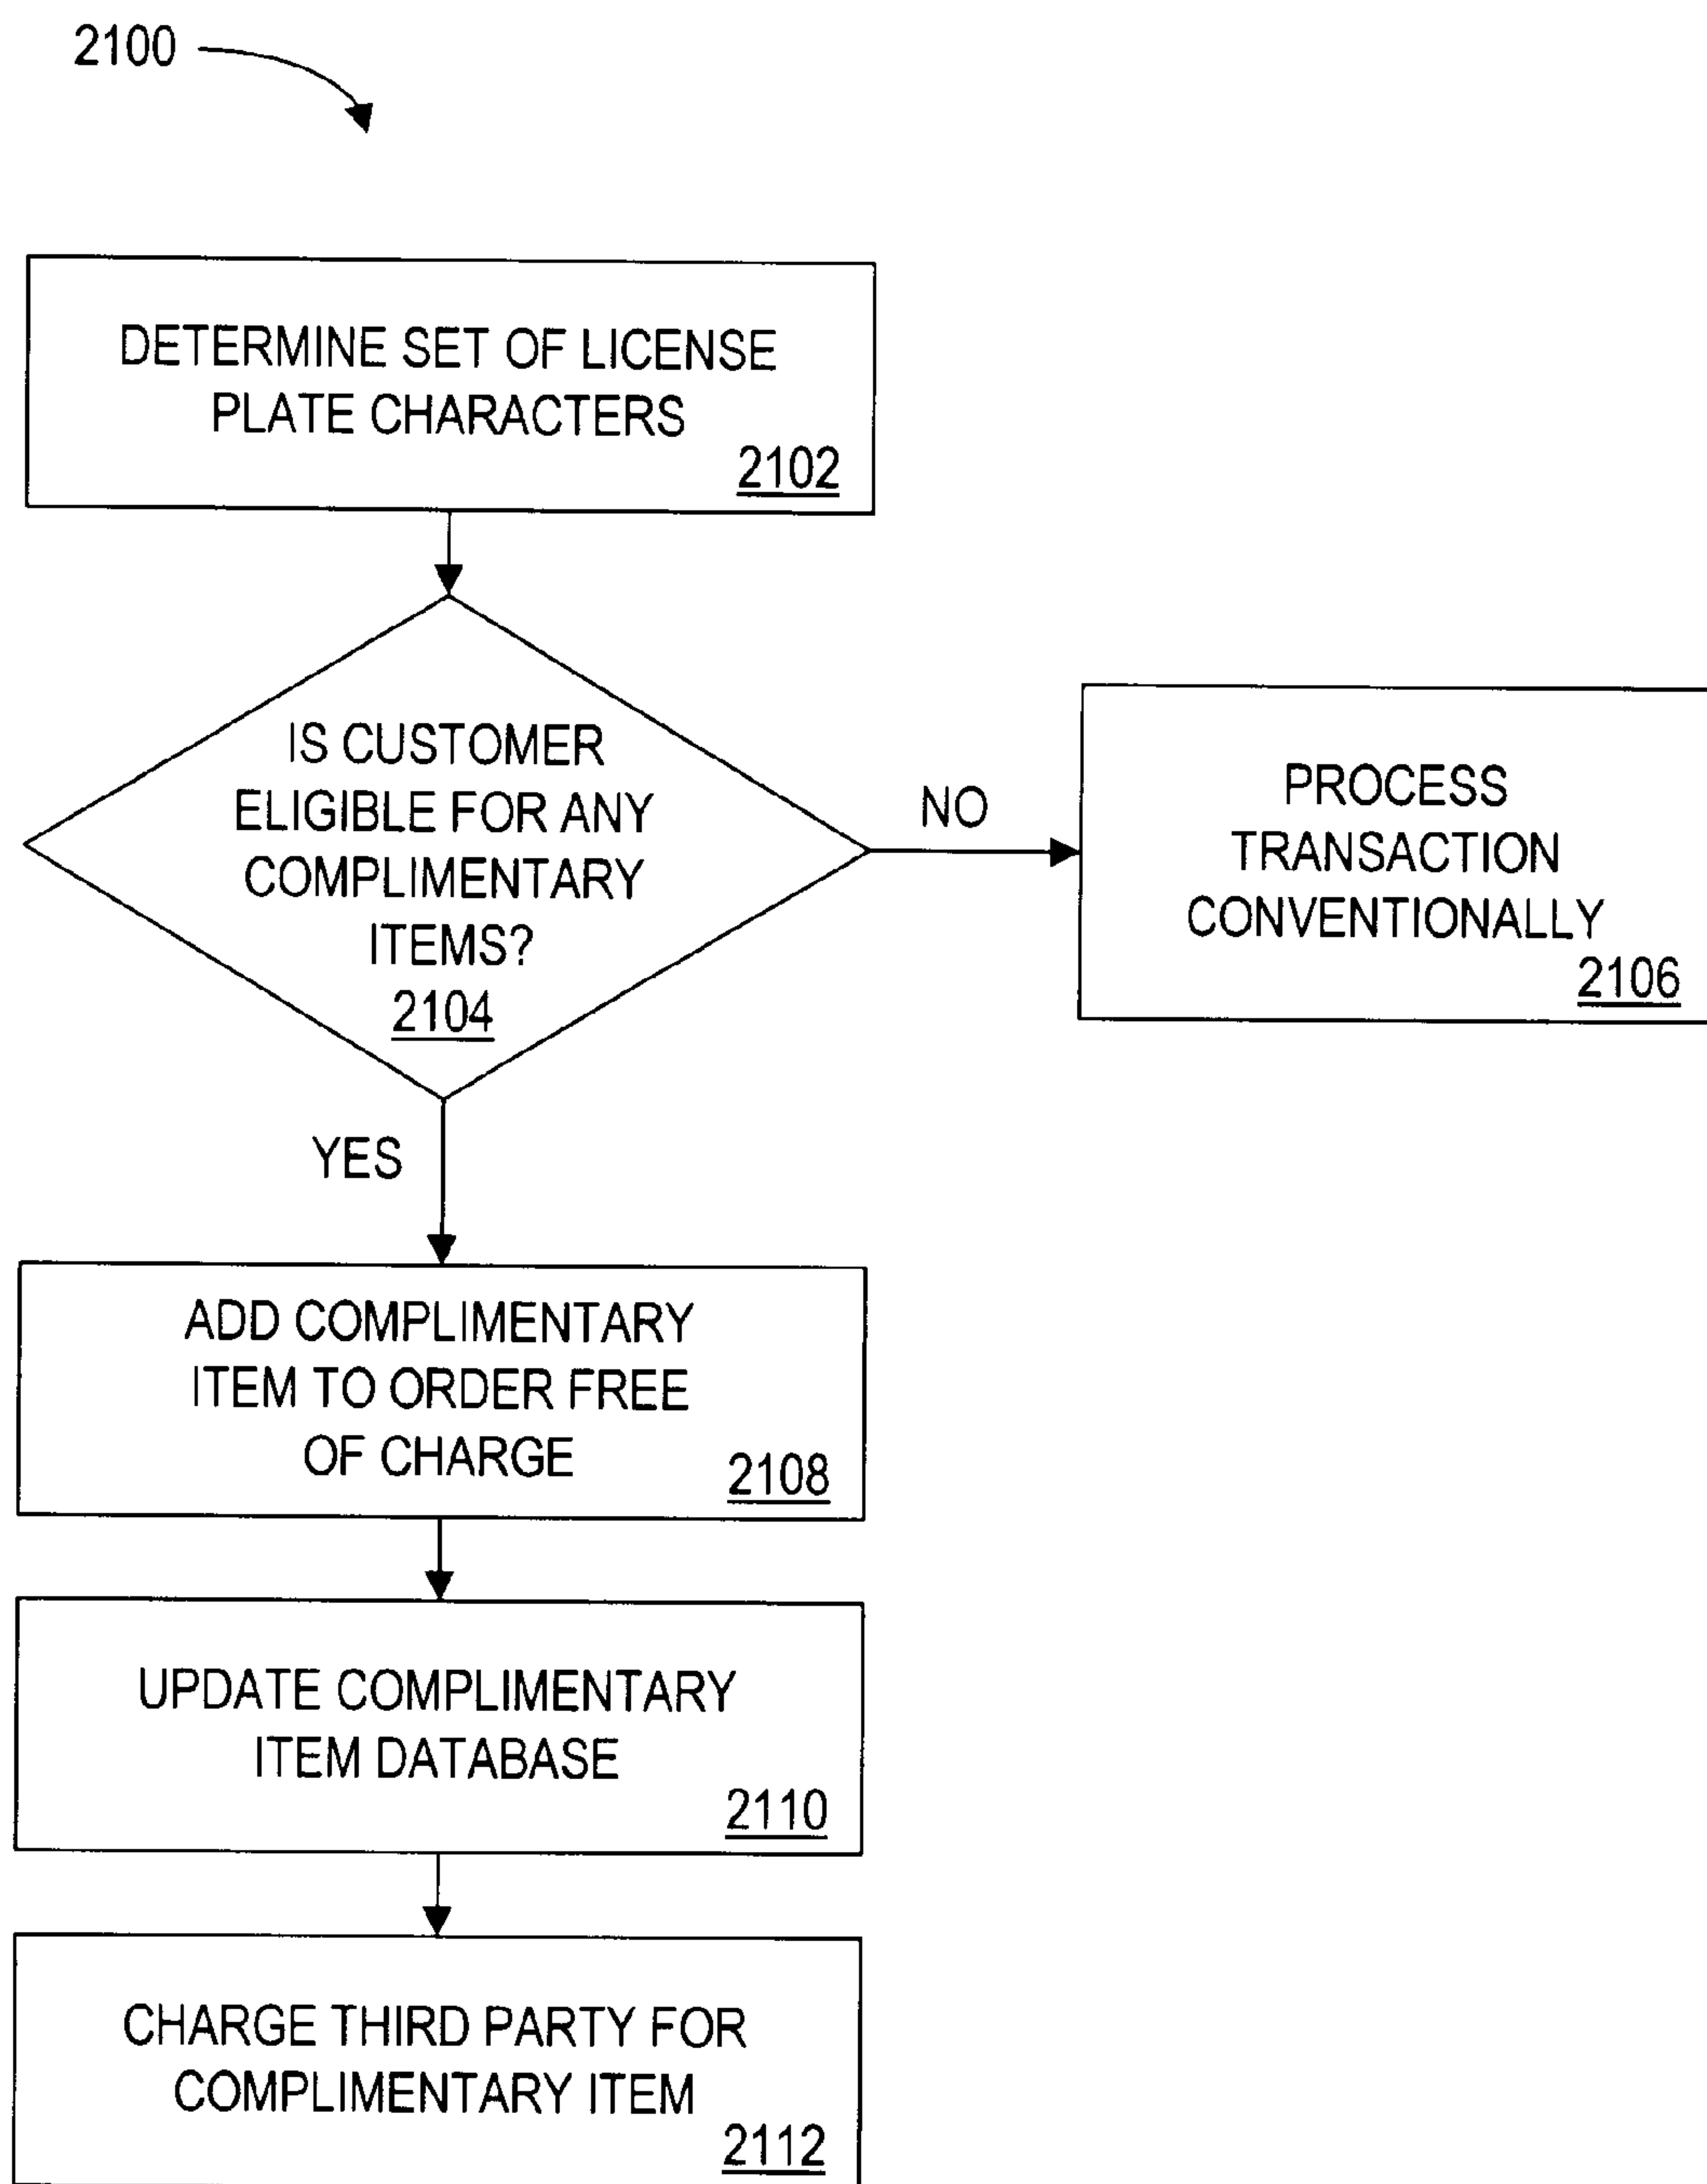 2100
DETERMINE SET OF LICENSE
PLATE CHARACTERS
2102
IS CUSTOMER
ELIGIBLE FOR ANY
COMPLIMENTARY
ITEMS?
2104
NO
PROCESS
TRANSACTION
CONVENTIONALLY
2106
YES
ADD COMPLIMENTARY
ITEM TO ORDER FREE
OF CHARGE
2108
UPDATE COMPLIMENTARY
ITEM DATABASE
2110
CHARGE THIRD PARTY FOR
COMPLIMENTARY ITEM
2112